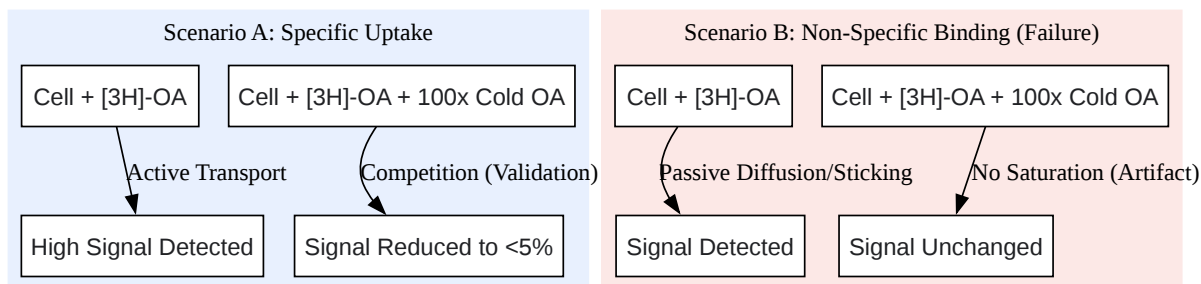 Scenario A: Specific Uptake
Cell + [3H]-OA
Cell + [3H]-OA + 100x Cold OA
Active Transport
Competition (Validation)
High Signal Detected
Signal Reduced to <5%
Scenario B: Non-Specific Binding (Failure)
Cell + [3H]-OA
Cell + [3H]-OA + 100x Cold OA
Passive Diffusion/Sticking
No Saturation (Artifact)
Signal Detected
Signal Unchanged